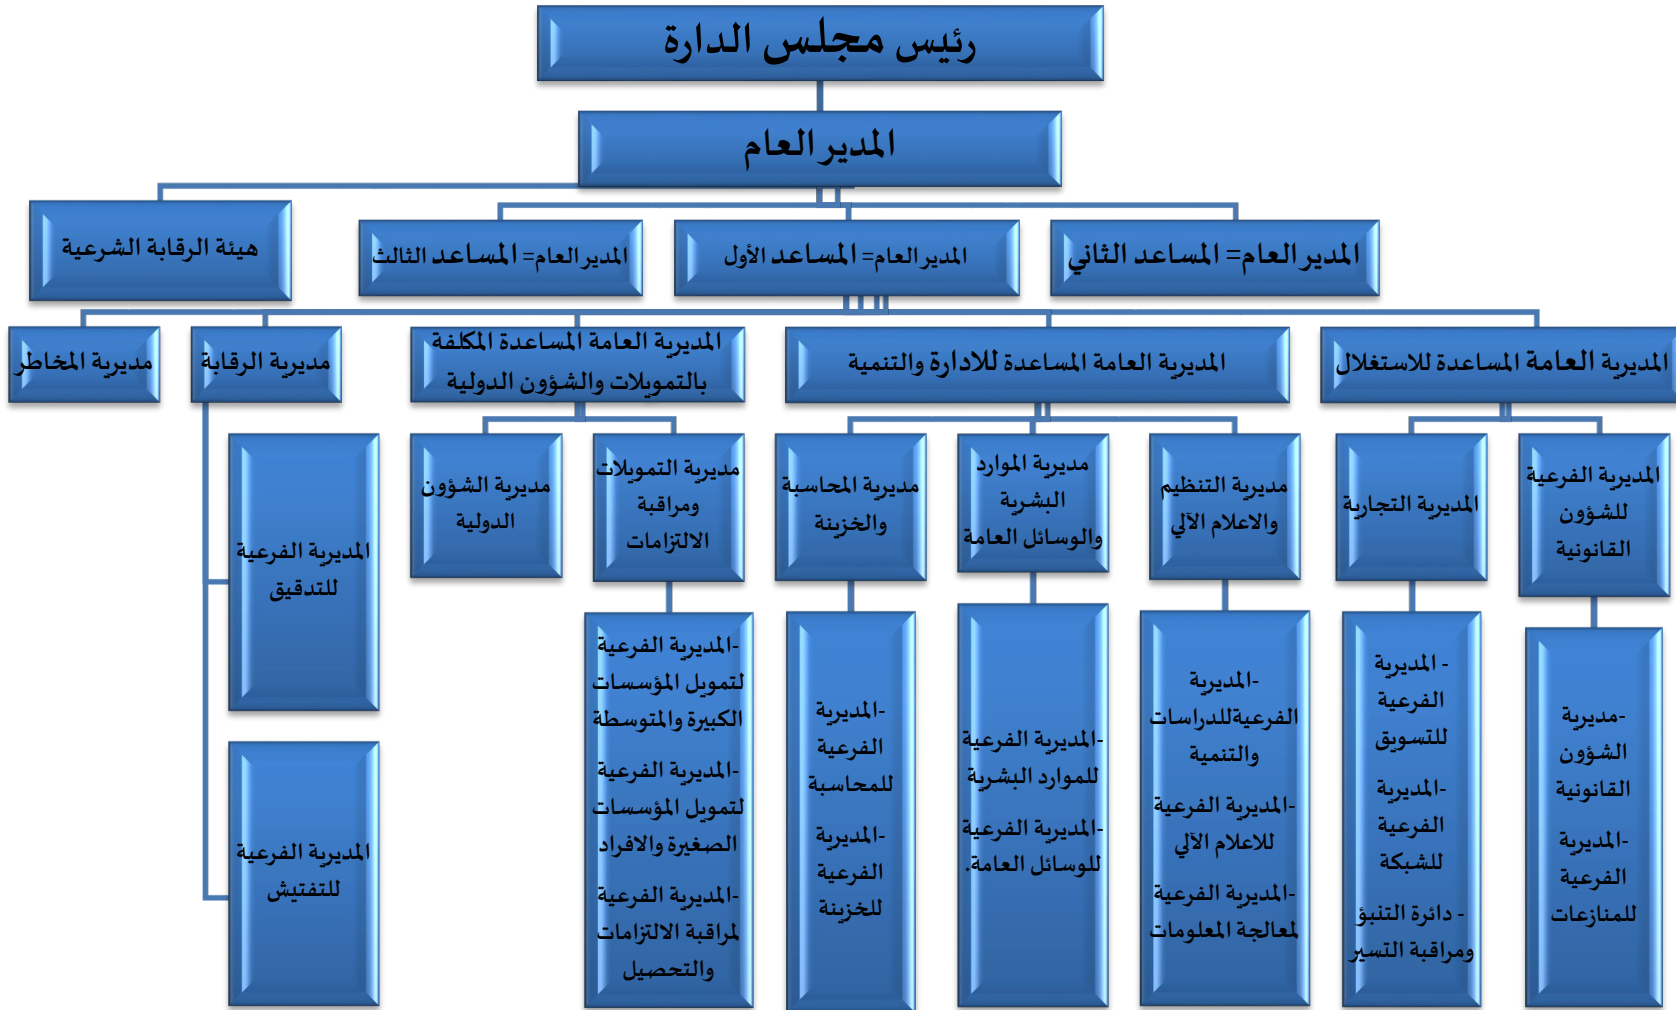 رئيس مجلس الدارة
المدير العام
المدير العام= المساعد الثاني
المدير العام= المساعد الأول
المدير العام= المساعد الثالث
هيئة الرقابة الشرعية
المديرية العامة المساعدة للاستغلال
المديرية العامة المساعدة للادارة والتنمية
المديرية العامة المساعدة المكلفة
بالتمويلات والشؤون الدولية
مديرية الرقابة
مديرية المخاطر
المديرية الفرعية
للشؤون
القانونية
المديرية التجارية
مديرية التنظيم
والاعلام الآلي
مديرية الموارد
البشرية
والوسائل العامة
مديرية المحاسبة
والخزينة
مديرية التمويلات
ومراقبة
الالتزامات
مديرية الشؤون
الدولية
المديرية الفرعية
للتدقيق
المديرية الفرعية
للتفتيش
-مديرية
الشؤون
القانونية
-المديرية
الفرعية
للمنازعات
- المديرية
الفرعية
للتسويق
-المديرية
الفرعية
للشبكة
- دائرة التنبؤ
ومراقبة التسير
-المديرية
الفرعيةللدراسات
والتنمية
-المديرية الفرعية
للاعلام الآلي
-المديرية الفرعية
لمعالجة المعلومات
-المديرية الفرعية
للموارد البشرية
-المديرية الفرعية
للوسائل العامة.
-المديرية
الفرعية
للمحاسبة
-المديرية
الفرعية
للخزينة
-المديرية الفرعية
لتمويل المؤسسات
الكبيرة والمتوسطة
-المديرية الفرعية
لتمويل المؤسسات
الصغيرة والافراد
-المديرية الفرعية
لمراقبة الالتزامات
والتحصيل